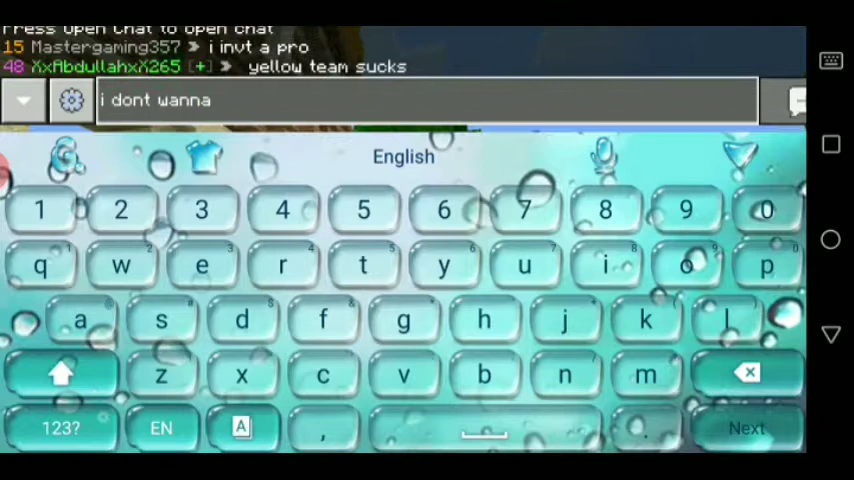 Press Open Chat to open chat
15 Mastergaming357 » i invt a pro
48 XxAbdullahxX265 [+] » yellow team sucks
i dont wanna
G English
1 2 3 4 5 6 7 8 9 0
q w e r t y u i o p
a s d f g h j k l
z x c v b n m
123? EN A , . Next